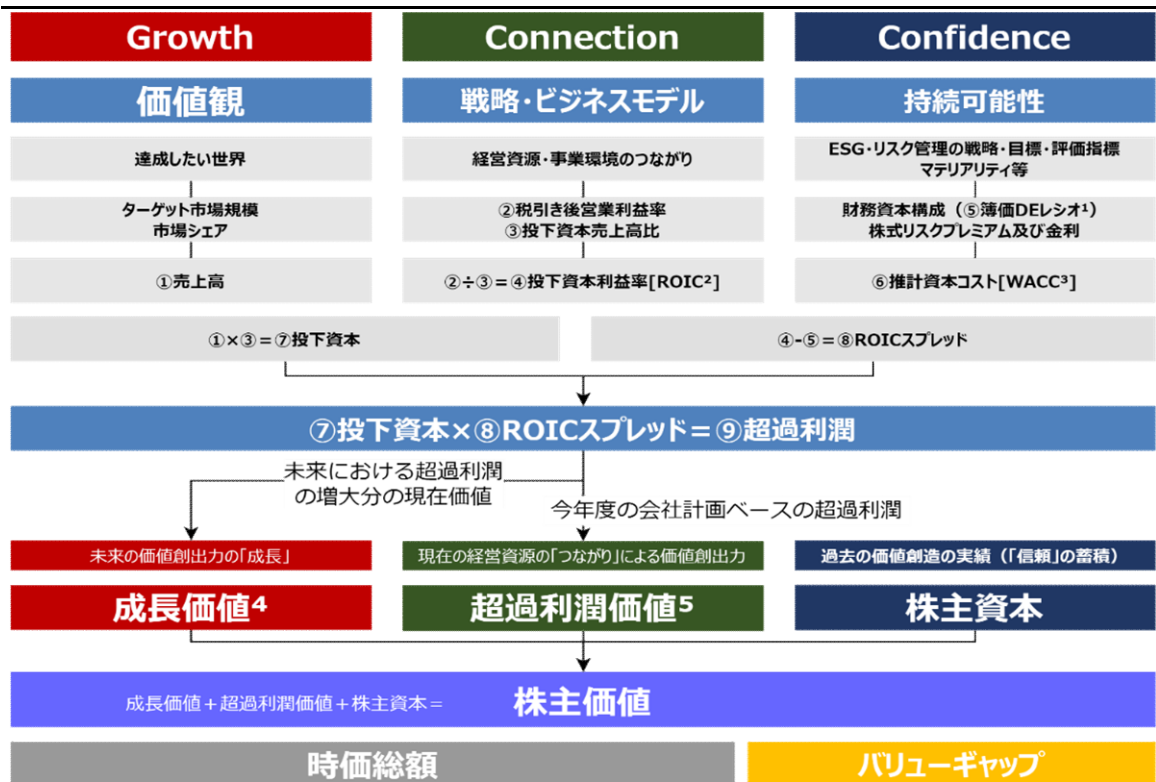 Growth
Connection
Confidence
価値観
戦略・ビジネスモデル
持続可能性
達成したい世界
経営資源・事業環境のつながり
ESG・リスク管理の戦略・目標・評価指標
マテリアリティ等
ターゲット市場規模
市場シェア
②税引き後営業利益率
③投下資本売上高比
財務資本構成（⑤簿価DEレシオ¹）
株式リスクプレミアム及び金利
①売上高
②÷③＝④投下資本利益率[ROIC²]
⑥推計資本コスト[WACC³]
①×③＝⑦投下資本
④-⑤＝⑧ROICスプレッド
⑦投下資本×⑧ROICスプレッド＝⑨超過利潤
未来における超過利潤
の増大分の現在価値
今年度の会社計画ベースの超過利潤
未来の価値創出力の「成長」
現在の経営資源の「つながり」による価値創出力
過去の価値創造の実績（「信頼」の蓄積）
成長価値⁴
超過利潤価値⁵
株主資本
成長価値＋超過利潤価値＋株主資本＝
株主価値
時価総額
バリューギャップ